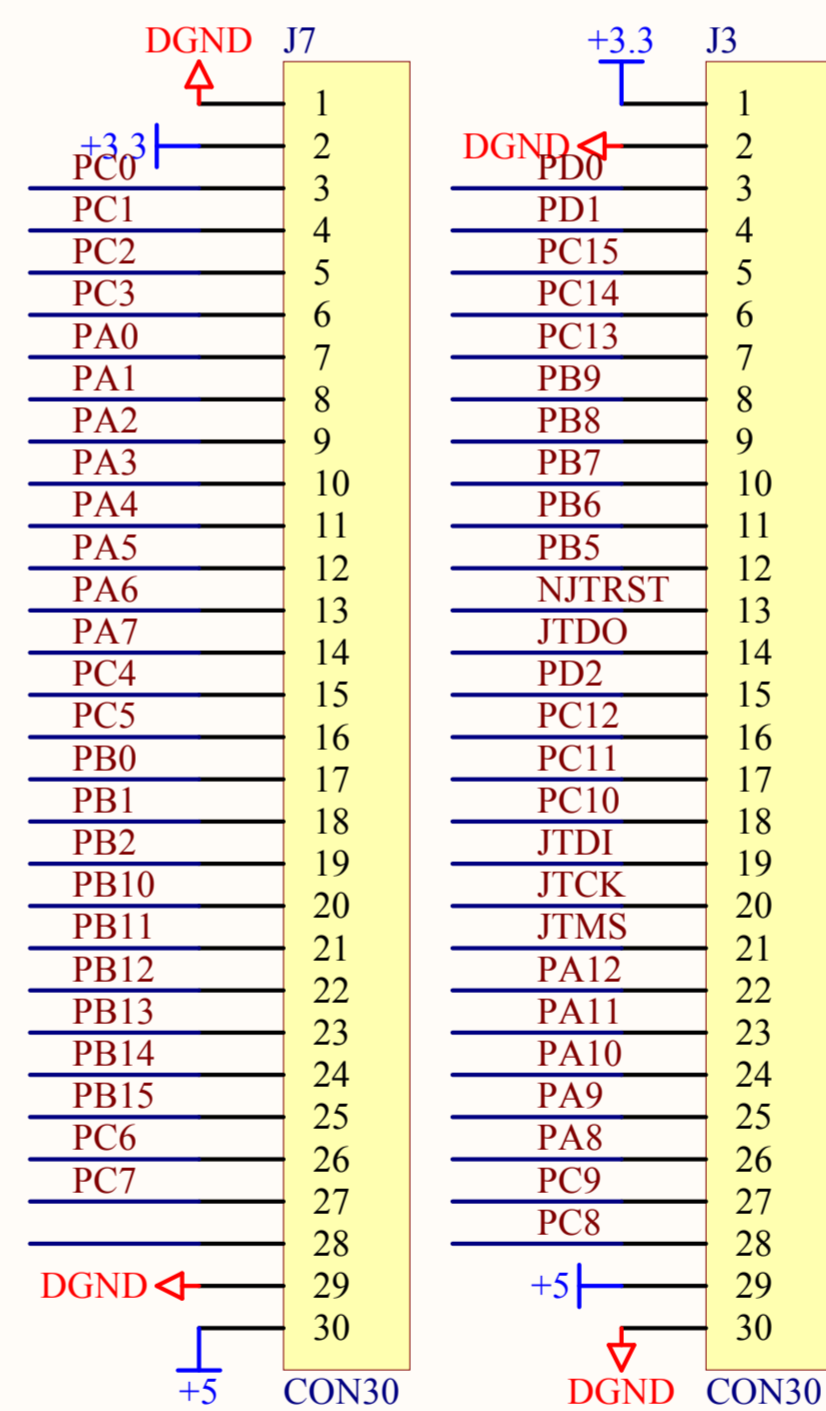 DGND J7
1
+3.3 2
PC0 3
PC1 4
PC2 5
PC3 6
PA0 7
PA1 8
PA2 9
PA3 10
PA4 11
PA5 12
PA6 13
PA7 14
PC4 15
PC5 16
PB0 17
PB1 18
PB2 19
PB10 20
PB11 21
PB12 22
PB13 23
PB14 24
PB15 25
PC6 26
PC7 27
28
DGND 29
30
+5 CON30
+3.3 J3
1
DGND 2
PD0 3
PD1 4
PC15 5
PC14 6
PC13 7
PB9 8
PB8 9
PB7 10
PB6 11
PB5 12
NJTRST 13
JTDO 14
PD2 15
PC12 16
PC11 17
PC10 18
JTDI 19
JTCK 20
JTMS 21
PA12 22
PA11 23
PA10 24
PA9 25
PA8 26
PC9 27
PC8 28
+5 29
30
DGND CON30